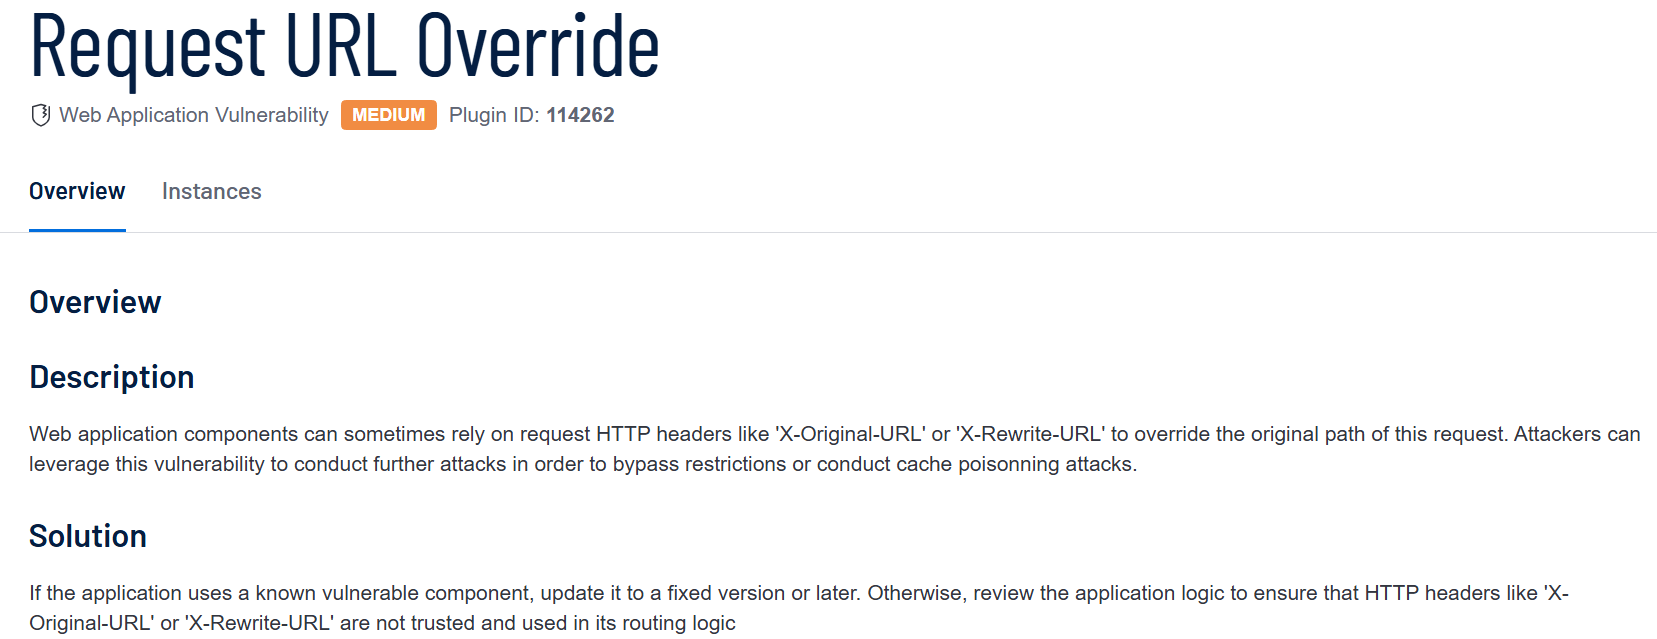 Request URL Override
Web Application Vulnerability MEDIUM Plugin ID: 114262
Overview Instances
Overview
Description
Web application components can sometimes rely on request HTTP headers like 'X-Original-URL' or 'X-Rewrite-URL' to override the original path of this request. Attackers can
leverage this vulnerability to conduct further attacks in order to bypass restrictions or conduct cache poisonning attacks.
Solution
If the application uses a known vulnerable component, update it to a fixed version or later. Otherwise, review the application logic to ensure that HTTP headers like 'X-
Original-URL' or 'X-Rewrite-URL' are not trusted and used in its routing logic